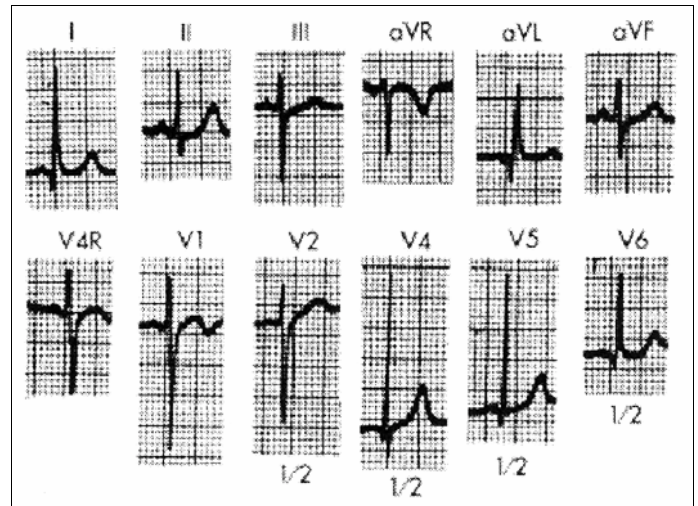 I II III aVR aVL aVF
V4R V1 V2 V4 V5 V6
1/2 1/2 1/2 1/2